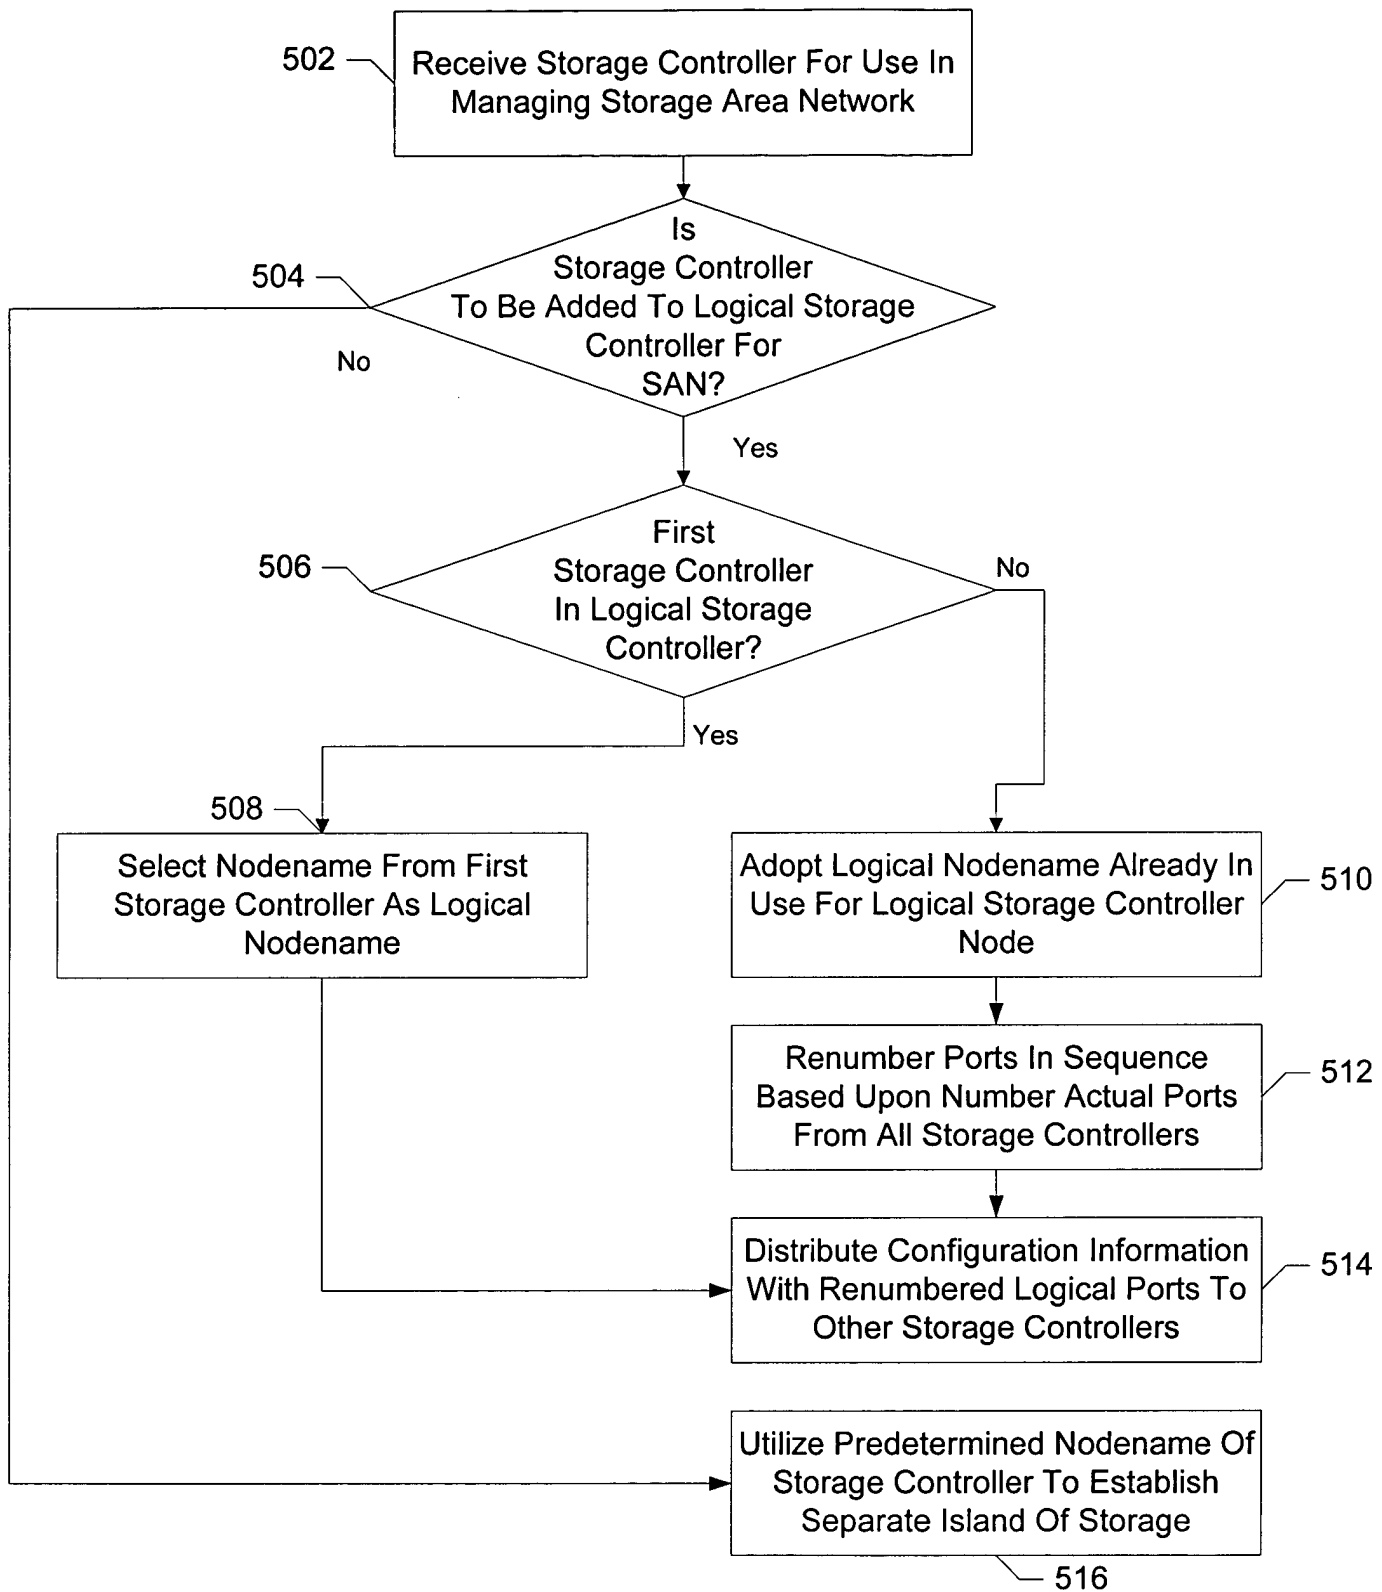 502
Receive Storage Controller For Use In
Managing Storage Area Network
504
Is
Storage Controller
To Be Added To Logical Storage
Controller For
SAN?
No
Yes
506
First
Storage Controller
In Logical Storage
Controller?
No
Yes
508
Select Nodename From First
Storage Controller As Logical
Nodename
Adopt Logical Nodename Already In
Use For Logical Storage Controller
Node
510
Renumber Ports In Sequence
Based Upon Number Actual Ports
From All Storage Controllers
512
Distribute Configuration Information
With Renumbered Logical Ports To
Other Storage Controllers
514
Utilize Predetermined Nodename Of
Storage Controller To Establish
Separate Island Of Storage
516